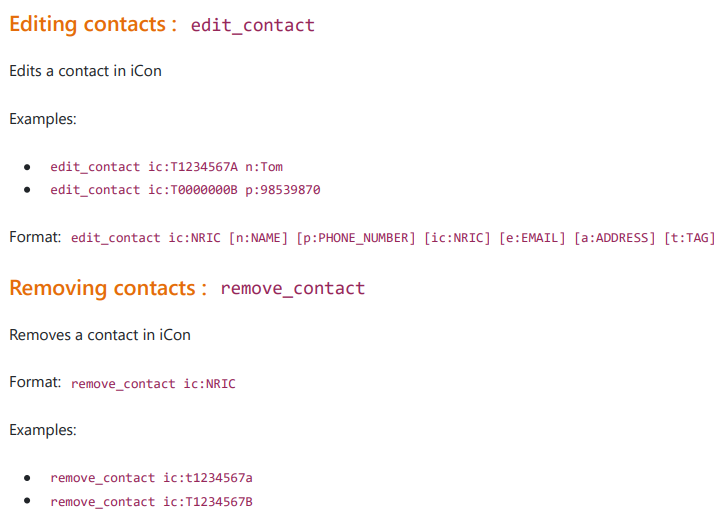 Editing contacts : edit_contact
Edits a contact in iCon
Examples:
• edit_contact ic:T1234567A n:Tom
• edit_contact ic:T0000000B p:98539870
Format: edit_contact ic:NRIC [n:NAME] [p:PHONE_NUMBER] [ic:NRIC] [e:EMAIL] [a:ADDRESS] [t:TAG]
Removing contacts : remove_contact
Removes a contact in iCon
Format: remove_contact ic:NRIC
Examples:
• remove_contact ic:t1234567a
• remove_contact ic:T1234567B